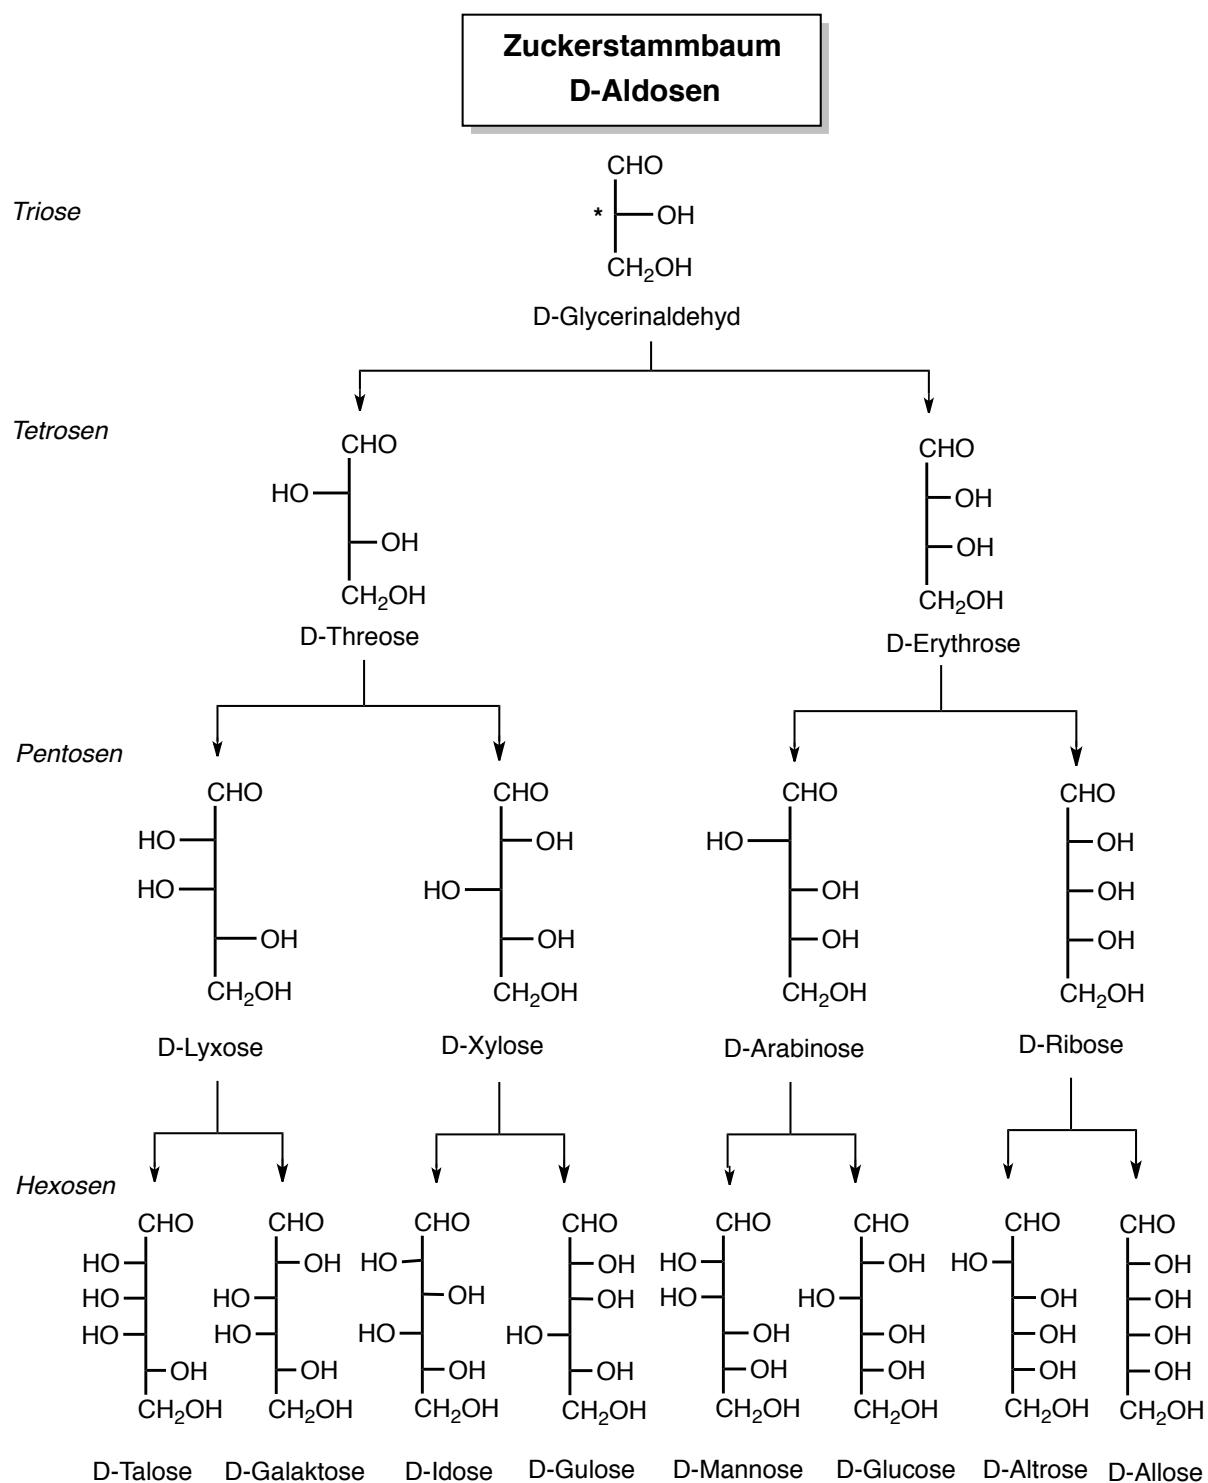 Zuckerstammbaum
D-Aldosen
CHO
Triose
* OH
CH₂OH
D-Glycerinaldehyd
Tetrosen
CHO CHO
HO OH
OH OH
CH₂OH CH₂OH
D-Threose D-Erythrose
Pentosen
CHO CHO CHO CHO
HO OH HO OH
HO HO OH OH
OH OH OH OH
CH₂OH CH₂OH CH₂OH CH₂OH
D-Lyxose D-Xylose D-Arabinose D-Ribose
Hexosen
CHO CHO CHO CHO CHO CHO CHO CHO
HO OH HO OH HO OH HO OH
HO HO OH OH HO HO OH OH
HO HO HO HO OH OH OH OH
OH OH OH OH OH OH OH OH
CH₂OH CH₂OH CH₂OH CH₂OH CH₂OH CH₂OH CH₂OH CH₂OH
D-Talose D-Galaktose D-Idose D-Gulose D-Mannose D-Glucose D-Altrose D-Allose